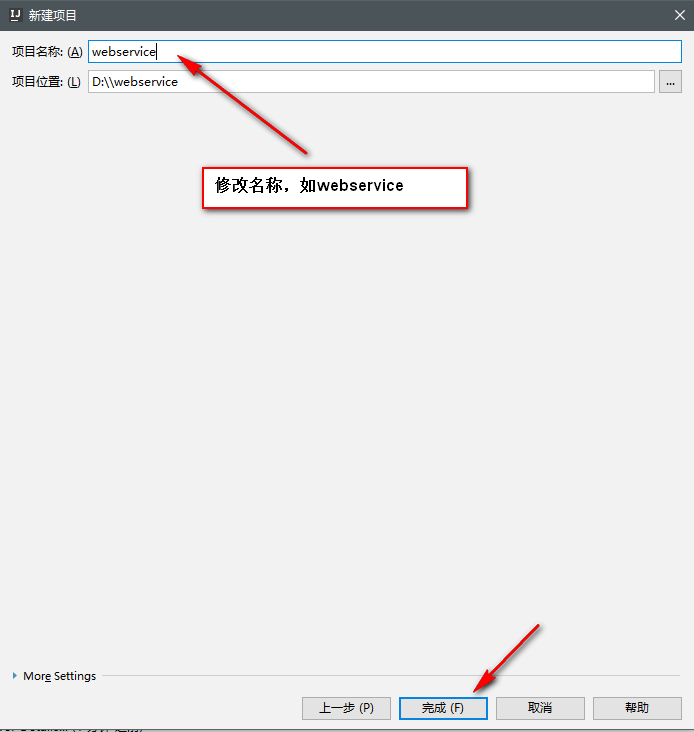 新建项目
项目名称: (A) webservice
项目位置: (L) D:\\webservice ...
修改名称，如webservice
More Settings
上一步 (P) 完成 (F) 取消 帮助